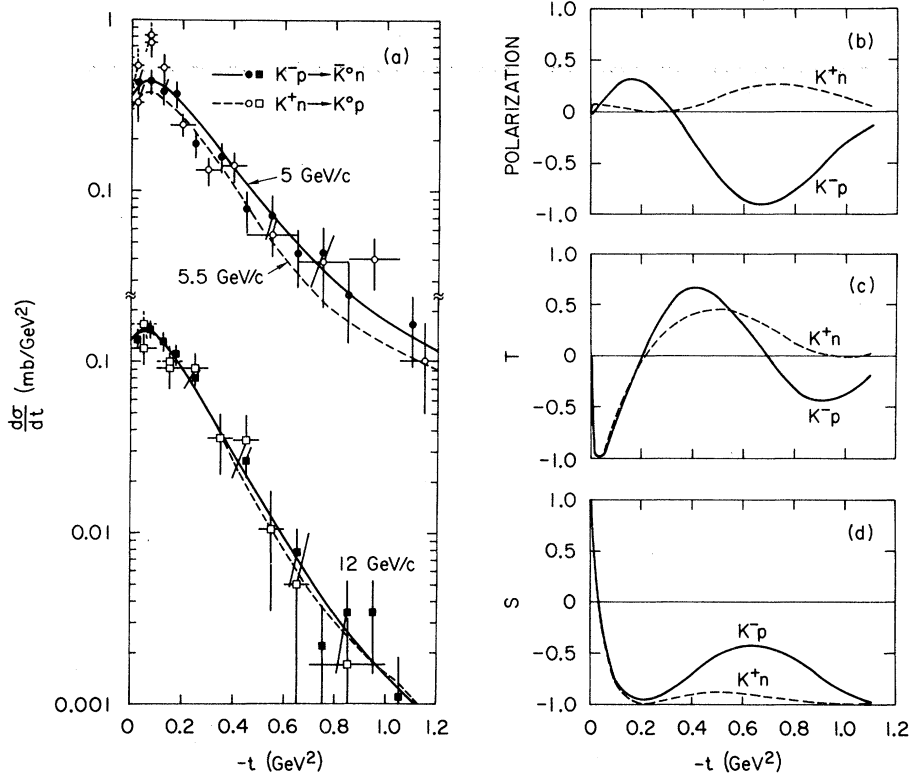 (a)
K⁻p → K̄°n
K⁺n → K°p
5 GeV/c
5.5 GeV/c
12 GeV/c
dσ/dt (mb/GeV²)
1
0.1
0.1
0.01
0.001
0 0.2 0.4 0.6 0.8 1.0 1.2
-t (GeV²)
(b)
POLARIZATION
1.0
0.5
0
-0.5
-1.0
K⁺n
K⁻p
(c)
T
1.0
0.5
0
-0.5
-1.0
K⁺n
K⁻p
(d)
S
1.0
0.5
0
-0.5
-1.0
K⁻p
K⁺n
0 0.2 0.4 0.6 0.8 1.0 1.2
-t (GeV²)